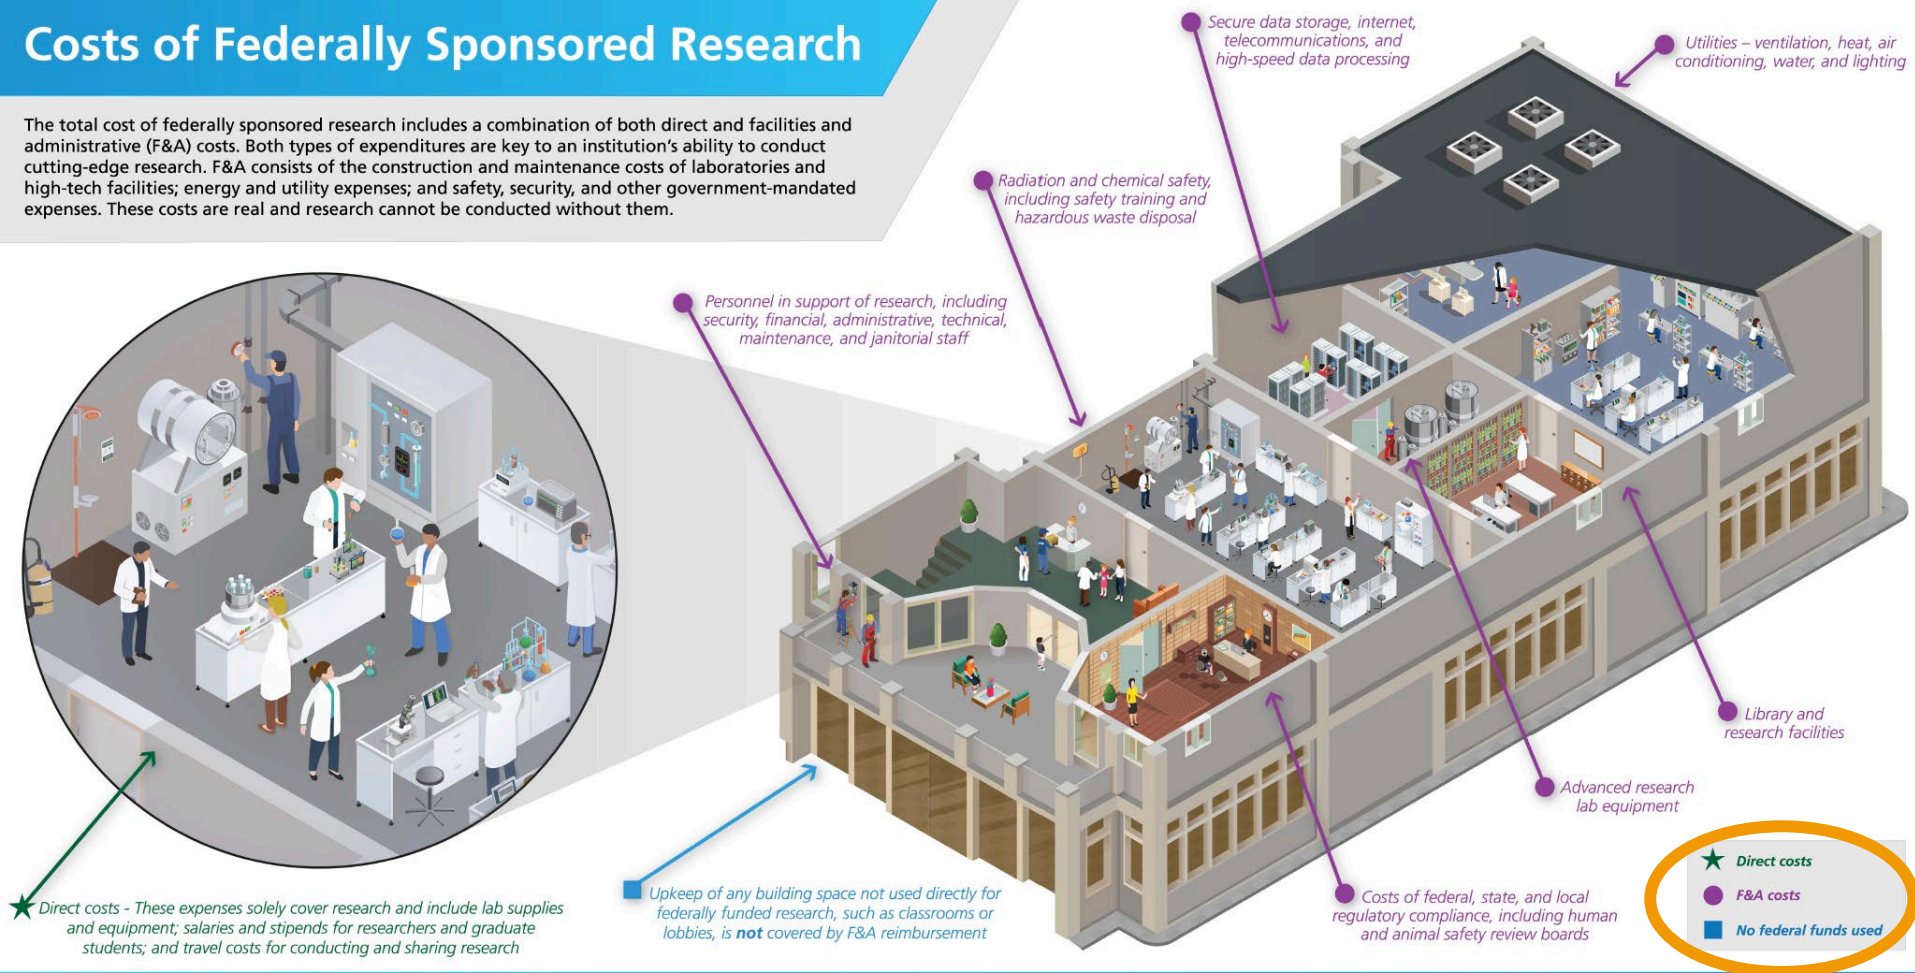 Costs of Federally Sponsored Research
The total cost of federally sponsored research includes a combination of both direct and facilities and
administrative (F&A) costs. Both types of expenditures are key to an institution's ability to conduct
cutting-edge research. F&A consists of the construction and maintenance costs of laboratories and
high-tech facilities; energy and utility expenses; and safety, security, and other government-mandated
expenses. These costs are real and research cannot be conducted without them.
Secure data storage, internet,
telecommunications, and
high-speed data processing
Utilities – ventilation, heat, air
conditioning, water, and lighting
Radiation and chemical safety,
including safety training and
hazardous waste disposal
Personnel in support of research, including
security, financial, administrative, technical,
maintenance, and janitorial staff
Library and
research facilities
Advanced research
lab equipment
Costs of federal, state, and local
regulatory compliance, including human
and animal safety review boards
Upkeep of any building space not used directly for
federally funded research, such as classrooms or
lobbies, is not covered by F&A reimbursement
Direct costs - These expenses solely cover research and include lab supplies
and equipment; salaries and stipends for researchers and graduate
students; and travel costs for conducting and sharing research
Direct costs
F&A costs
No federal funds used